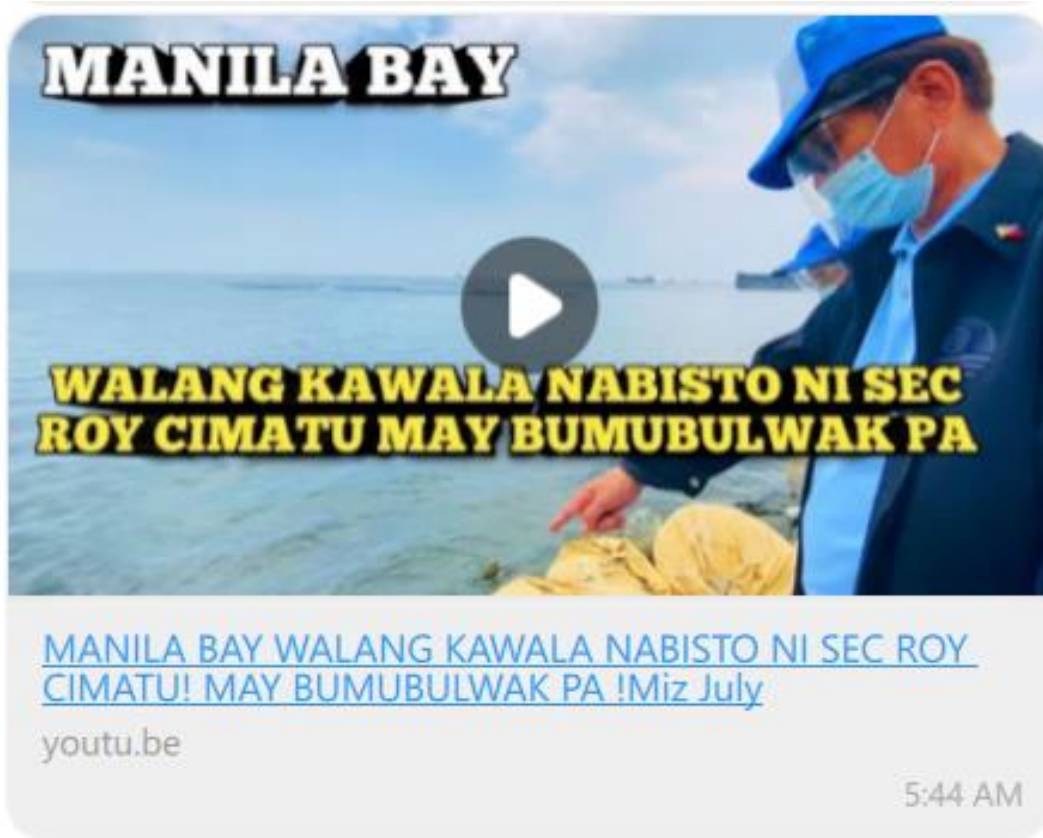 MANILA BAY
WALANG KAWALA NABISTO NI SEC
ROY CIMATU MAY BUMUBULWAK PA
MANILA BAY WALANG KAWALA NABISTO NI SEC ROY
CIMATU! MAY BUMUBULWAK PA !Miz July
youtu.be
5:44 AM